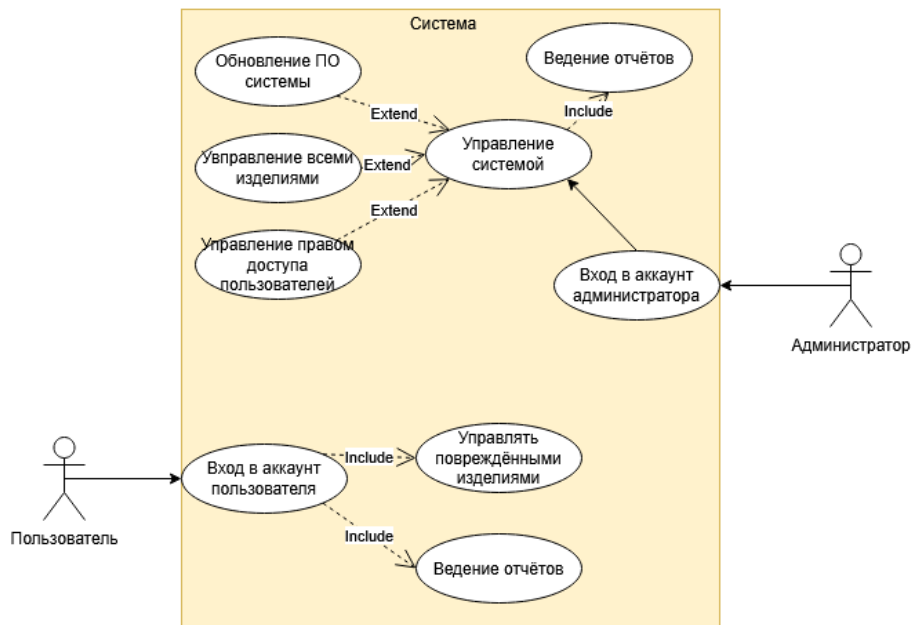 Система
Обновление ПО
системы
Ведение отчётов
Extend
Include
Управление
системой
Увправление всеми
изделиями
Extend
Extend
Управление правом
доступа
пользователей
Вход в аккаунт
администратора
Администратор
Управлять
повреждёнными
изделиями
Include
Вход в аккаунт
пользователя
Пользователь
Include
Ведение отчётов